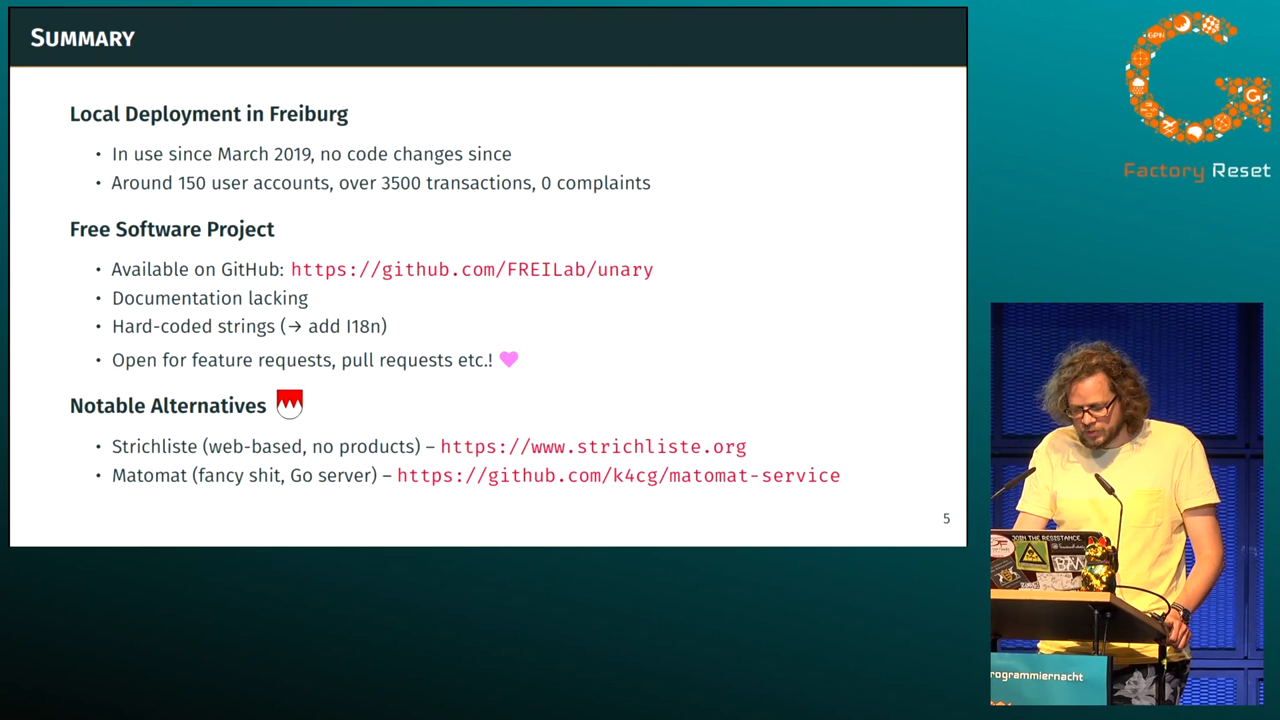 SUMMARY
Local Deployment in Freiburg
• In use since March 2019, no code changes since
• Around 150 user accounts, over 3500 transactions, 0 complaints
Free Software Project
• Available on GitHub: https://github.com/FREILab/unary
• Documentation lacking
• Hard-coded strings (→ add I18n)
• Open for feature requests, pull requests etc.!
Notable Alternatives
• Strichliste (web-based, no products) – https://www.strichliste.org
• Matomat (fancy shit, Go server) – https://github.com/k4cg/matomat-service
5
GPN
Factory Reset
JOIN THE RESISTANCE.
rogrammiernacht